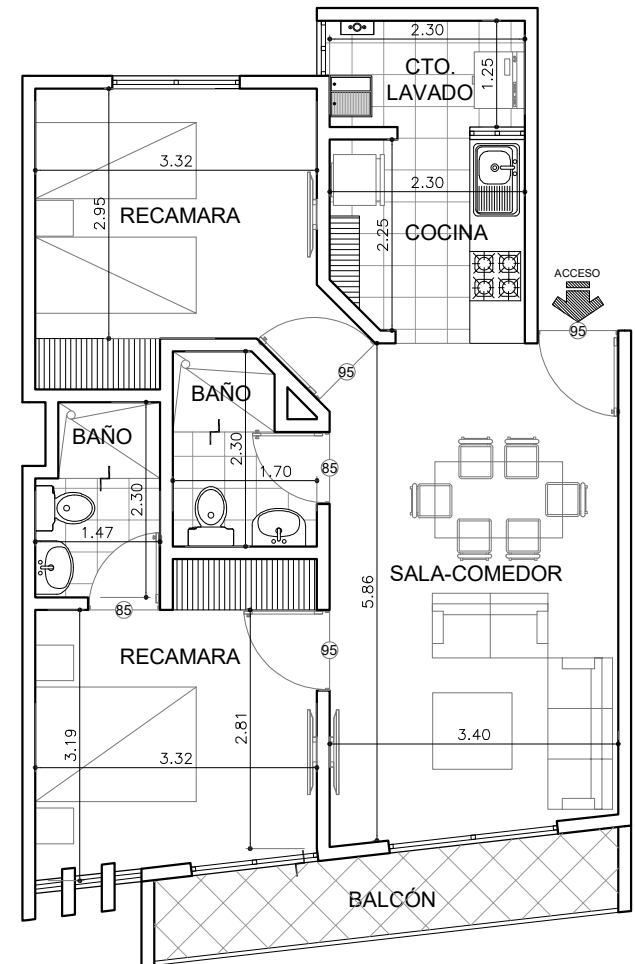 2.30
CTO.
LAVADO
1.25
3.32
2.30
2.95
RECAMARA
2.25
COCINA
ACCESO
95
95
BAÑO
BAÑO
2.30
85
2.30
1.70
1.47
SALA-COMEDOR
5.86
85
RECAMARA
95
3.19
2.81
3.32
3.40
BALCÓN